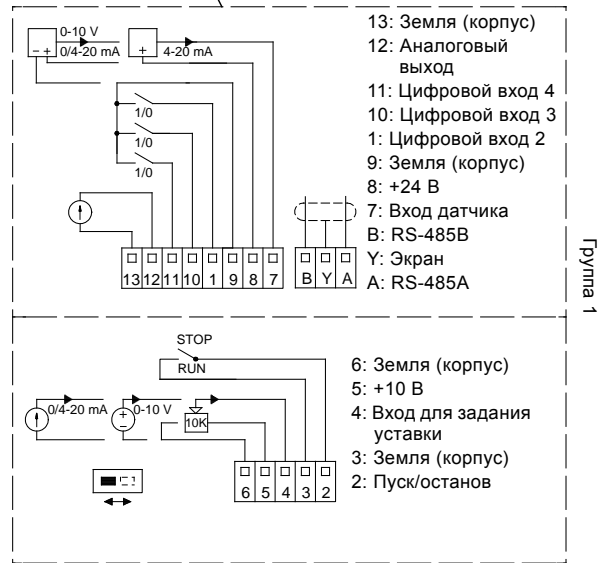 0-10 V
- +
0/4-20 mA
+
4-20 mA
1/0
1/0
1/0
13 12 11 10 1 9 8 7
B Y A
13: Земля (корпус)
12: Аналоговый
выход
11: Цифровой вход 4
10: Цифровой вход 3
1: Цифровой вход 2
9: Земля (корпус)
8: +24 В
7: Вход датчика
B: RS-485B
Y: Экран
A: RS-485A
Группа 1
STOP
RUN
0/4-20 mA
+
−
0-10 V
10K
6 5 4 3 2
6: Земля (корпус)
5: +10 В
4: Вход для задания
уставки
3: Земля (корпус)
2: Пуск/останов